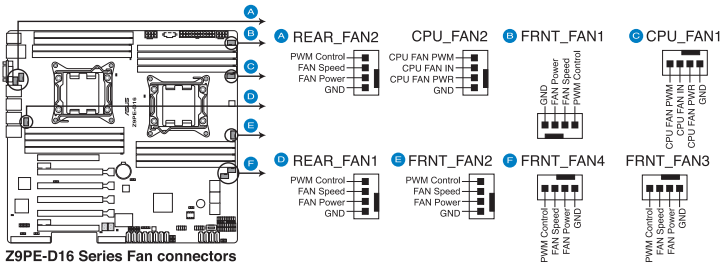 A
B
C
D
E
F
ASUS
Z9PE-D16
A REAR_FAN2
PWM Control
FAN Speed
FAN Power
GND
CPU_FAN2
CPU FAN PWM
CPU FAN IN
CPU FAN PWR
GND
B FRNT_FAN1
GND
FAN Power
FAN Speed
PWM Control
C CPU_FAN1
CPU FAN PWM
CPU FAN IN
CPU FAN PWR
GND
D REAR_FAN1
PWM Control
FAN Speed
FAN Power
GND
E FRNT_FAN2
PWM Control
FAN Speed
FAN Power
GND
F FRNT_FAN4
PWM Control
FAN Speed
FAN Power
GND
FRNT_FAN3
PWM Control
FAN Speed
FAN Power
GND
Z9PE-D16 Series Fan connectors